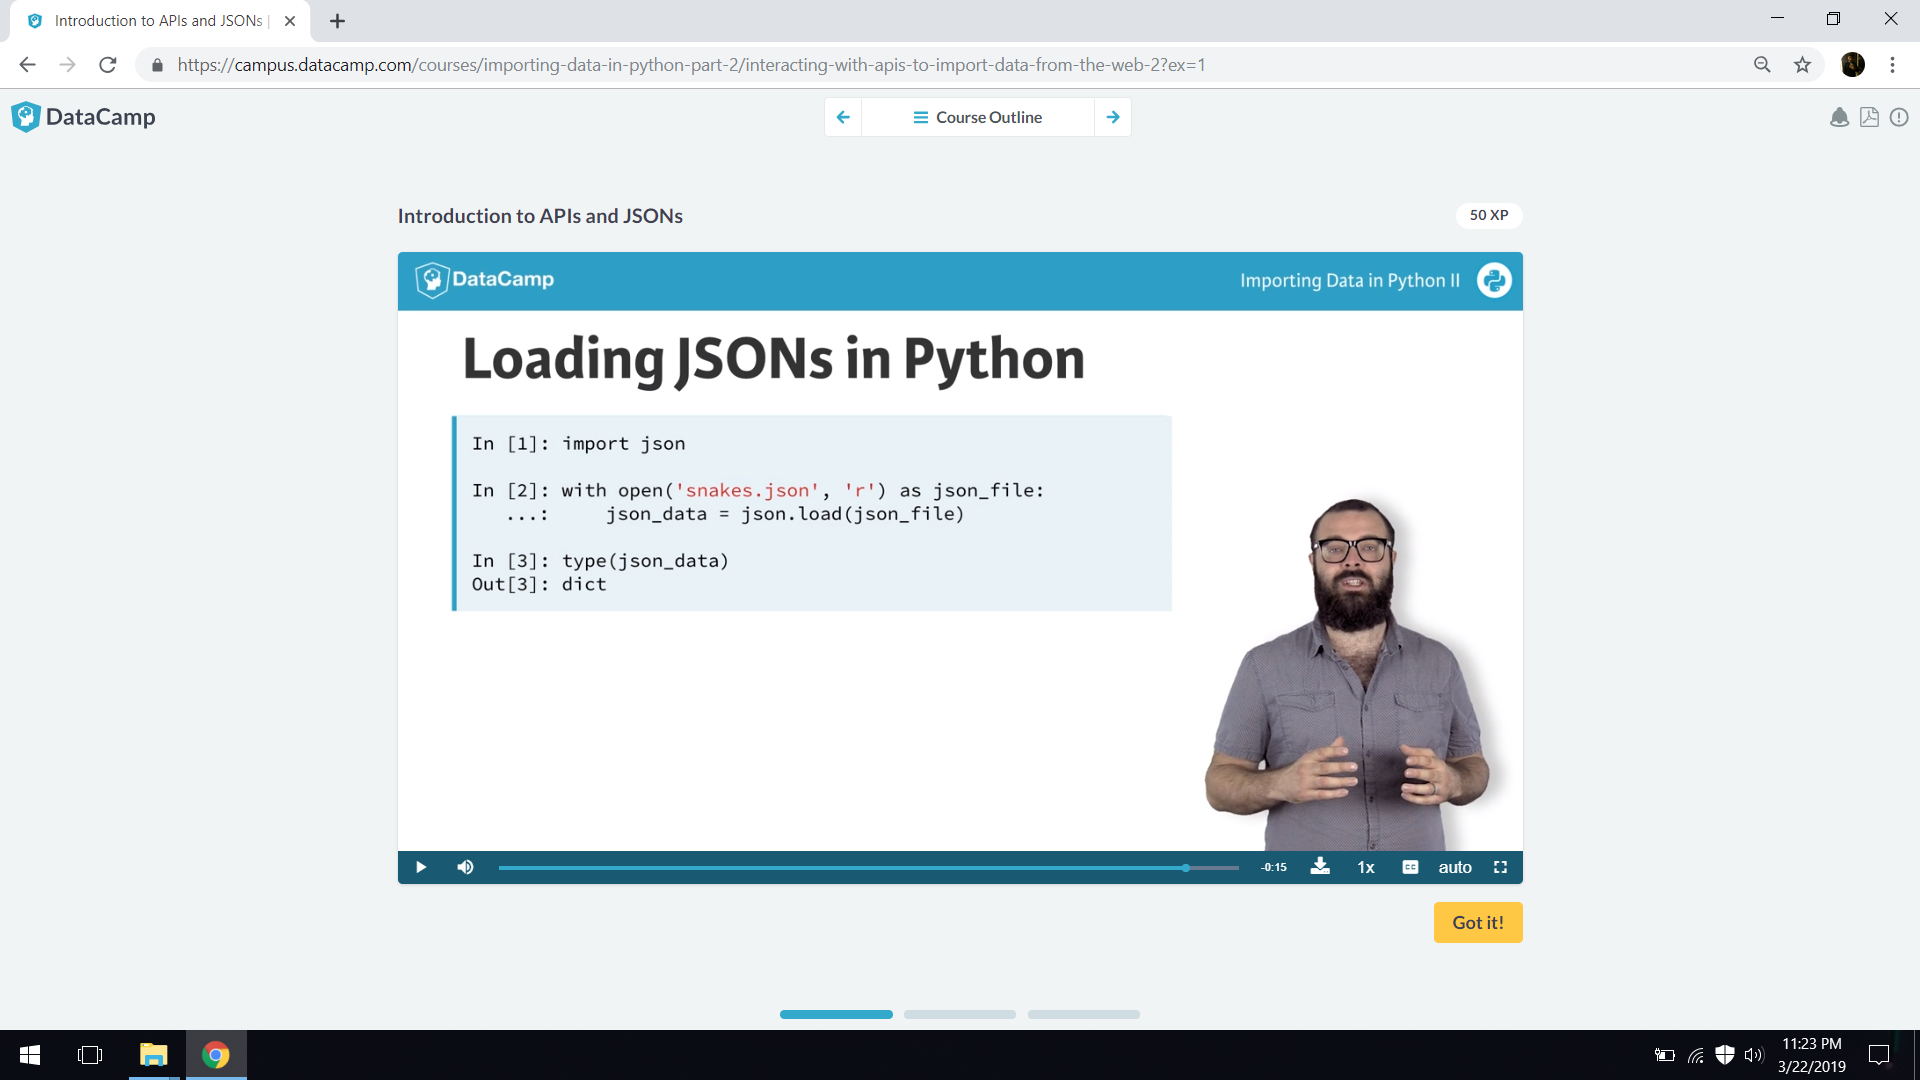 Introduction to APIs and JSONs |
https://campus.datacamp.com/courses/importing-data-in-python-part-2/interacting-with-apis-to-import-data-from-the-web-2?ex=1
DataCamp
Course Outline
Introduction to APIs and JSONs
50 XP
DataCamp
Importing Data in Python II
Loading JSONs in Python
In [1]: import json
In [2]: with open('snakes.json', 'r') as json_file:
...: json_data = json.load(json_file)
In [3]: type(json_data)
Out[3]: dict
-0:15
1x
CC
auto
Got it!
11:23 PM
3/22/2019